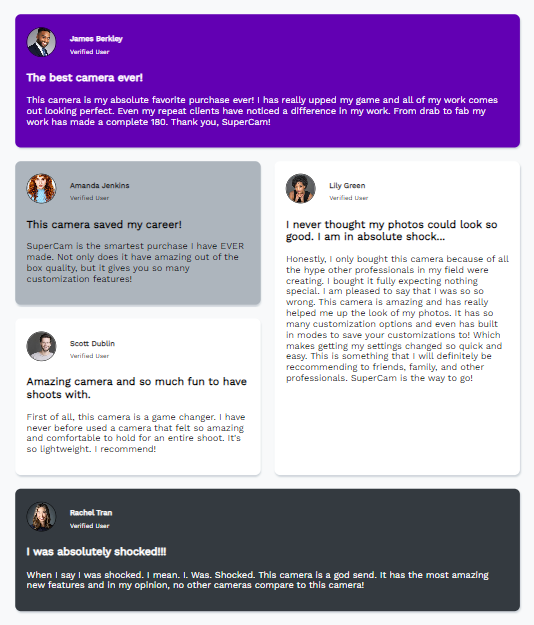 James Berkley
Verified User
The best camera ever!
This camera is my absolute favorite purchase ever! I has really upped my game and all of my work comes
out looking perfect. Even my repeat clients have noticed a difference in my work. From drab to fab my
work has made a complete 180. Thank you, SuperCam!
Amanda Jenkins
Verified User
This camera saved my career!
SuperCam is the smartest purchase I have EVER
made. Not only does it have amazing out of the
box quality, but it gives you so many
customization features!
Scott Dublin
Verified User
Amazing camera and so much fun to have
shoots with.
First of all, this camera is a game changer. I have
never before used a camera that felt so amazing
and comfortable to hold for an entire shoot. It's
so lightweight. I recommend!
Lily Green
Verified User
I never thought my photos could look so
good. I am in absolute shock...
Honestly, I only bought this camera because of all
the hype other professionals in my field were
creating. I bought it fully expecting nothing
special. I am pleased to say that I was so so
wrong. This camera is amazing and has really
helped me up the look of my photos. It has so
many customization options and even has built
in modes to save your customizations to! Which
makes getting my settings changed so quick and
easy. This is something that I will definitely be
reccommending to friends, family, and other
professionals. SuperCam is the way to go!
Rachel Tran
Verified User
I was absolutely shocked!!!
When I say I was shocked. I mean. I. Was. Shocked. This camera is a god send. It has the most amazing
new features and in my opinion, no other cameras compare to this camera!